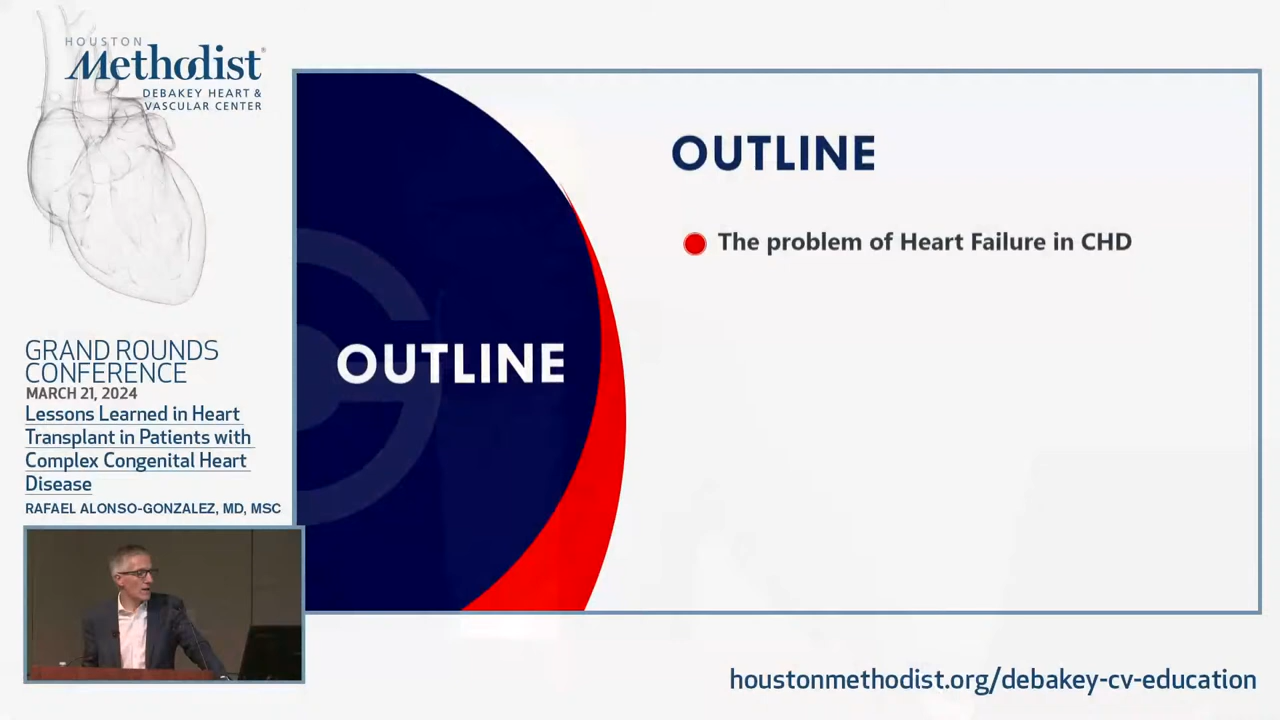 HOUSTON
Methodist
DEBAKEY HEART &
VASCULAR CENTER
GRAND ROUNDS
CONFERENCE
MARCH 21, 2024
Lessons Learned in Heart
Transplant in Patients with
Complex Congenital Heart
Disease
RAFAEL ALONSO-GONZALEZ, MD, MSC
OUTLINE
OUTLINE
The problem of Heart Failure in CHD
houstonmethodist.org/debakey-cv-education